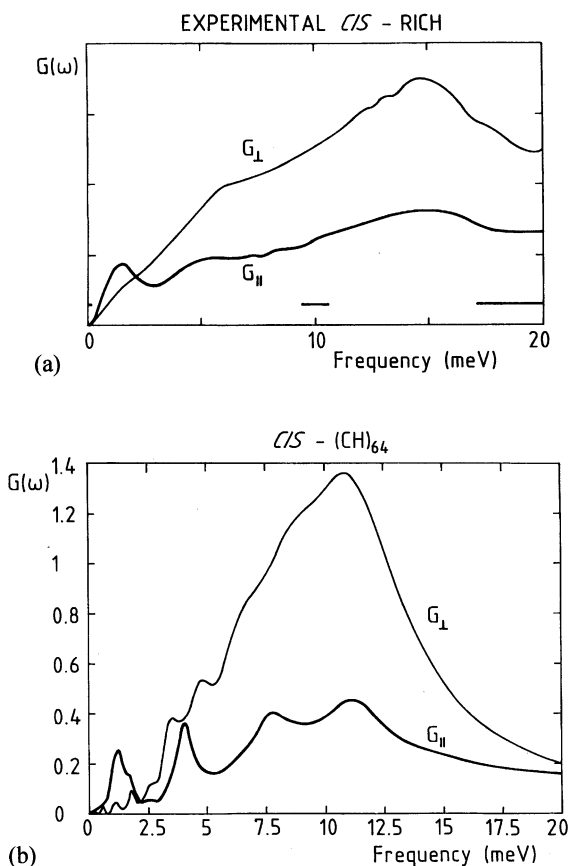 EXPERIMENTAL CIS - RICH
G(ω)
G⊥
G∥
0
10
20
Frequency (meV)
(a)
CIS - (CH)64
1.4
G(ω)
1.2
1
0.8
0.6
0.4
0.2
0
G⊥
G∥
0 2.5 5 7.5 10 12.5 15 17.5 20
Frequency (meV)
(b)